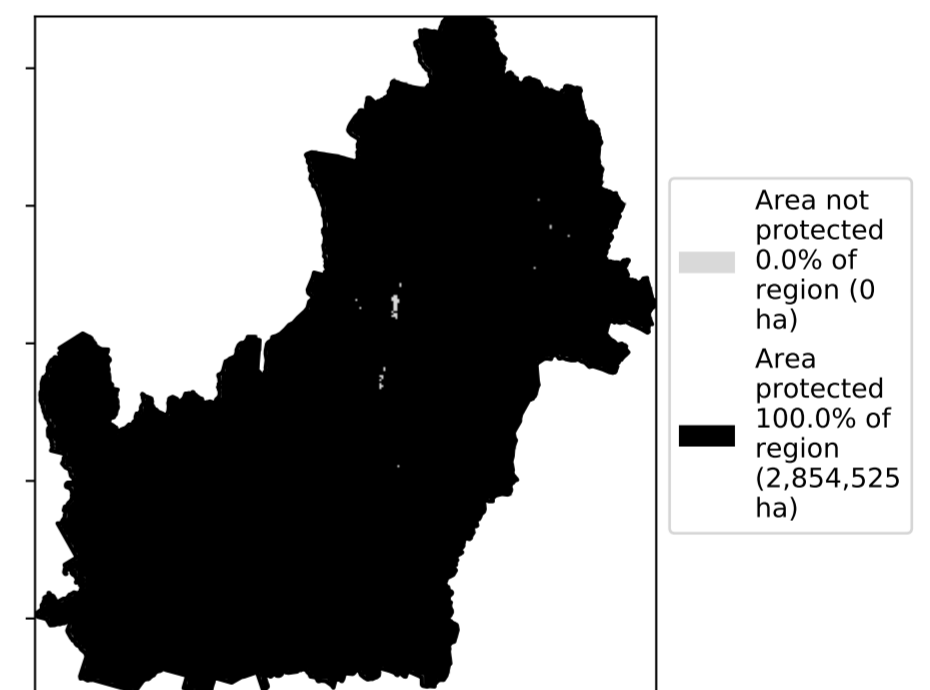 Area not
protected
0.0% of
region (0
ha)
Area
protected
100.0% of
region
(2,854,525
ha)